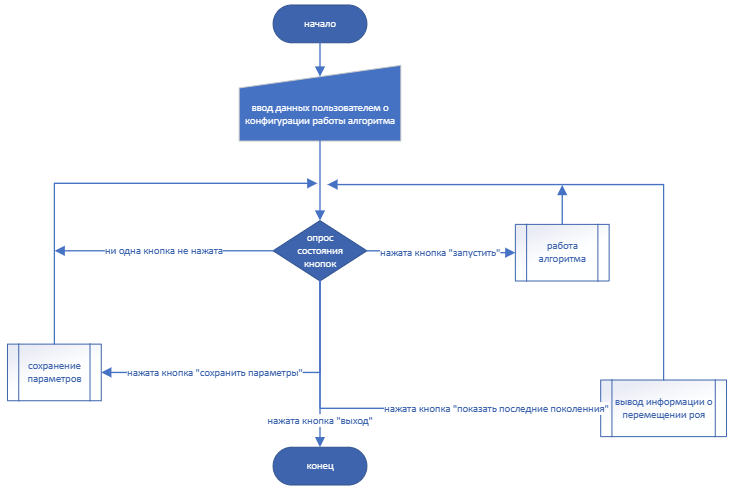 начало
ввод данных пользователем о
конфигурации работы алгоритма
опрос
состояния
кнопок
ни одна кнопка не нажата
нажата кнопка "запустить"
работа
алгоритма
сохранение
параметров
нажата кнопка "сохранить параметры"
нажата кнопка "показать последние поколенния"
вывод информации о
перемещении роя
нажата кнопка "выход"
конец